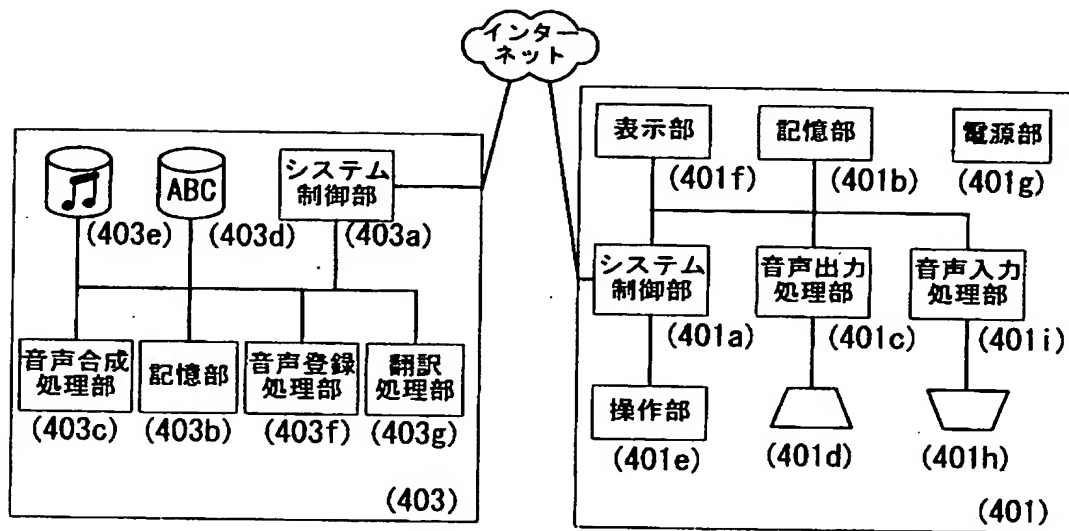 インター
ネット
ABC
(403e)
(403d)
システム
制御部
(403a)
音声合成
処理部
(403c)
記憶部
(403b)
音声登録
処理部
(403f)
翻訳
処理部
(403g)
(403)
表示部
(401f)
記憶部
(401b)
電源部
(401g)
システム
制御部
(401a)
音声出力
処理部
(401c)
音声入力
処理部
(401i)
操作部
(401e)
(401d)
(401h)
(401)